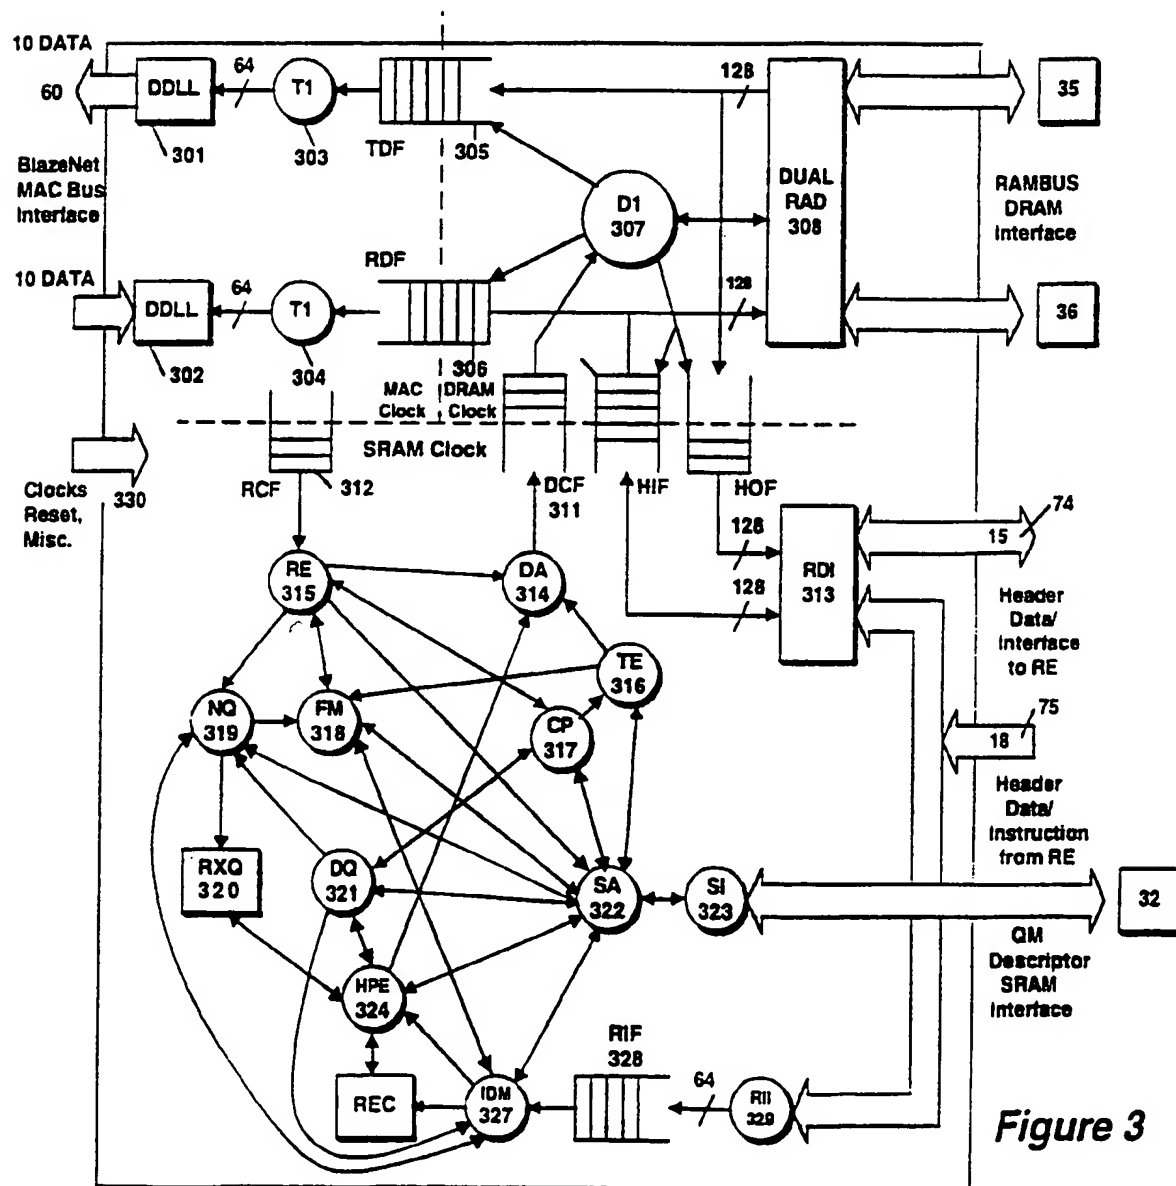 10 DATA
60
DDLL
301
64
T1
303
TDF
305
128
35
BlazeNet
MAC Bus
Interface
D1
307
DUAL
RAD
308
RAMBUS
DRAM
Interface
10 DATA
DDLL
302
64
T1
304
RDF
306
128
36
MAC
Clock
DRAM
Clock
SRAM Clock
Clocks
Reset,
Misc.
330
RCF
312
DCF
311
HIF
HOF
128
128
RDI
313
15
74
Header
Data/
Interface
to RE
RE
315
DA
314
TE
316
NQ
319
FM
318
CP
317
18
75
Header
Data/
Instruction
from RE
RXQ
320
DQ
321
SA
322
SI
323
32
QM
Descriptor
SRAM
Interface
HPE
324
REC
IDM
327
RIF
328
64
RII
329
Figure 3